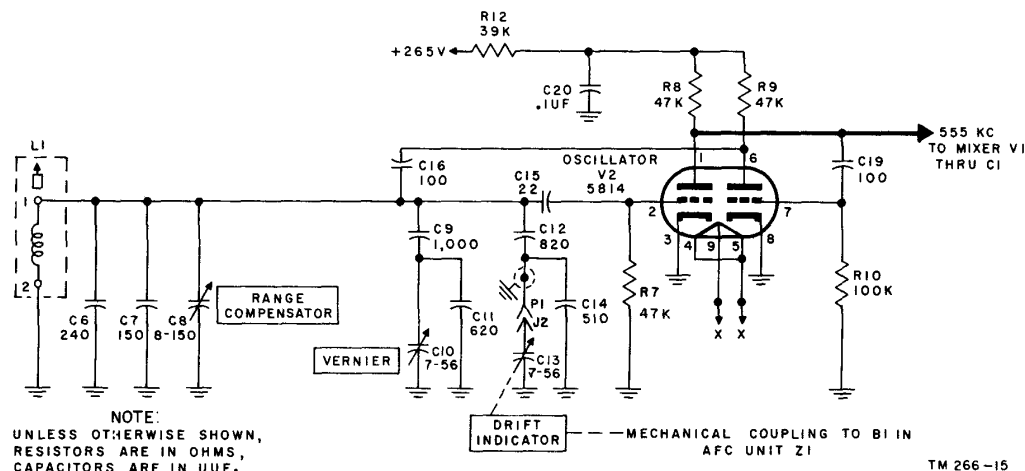 R12
39K
+265V
C20
.1UF
R8
47K
R9
47K
555 KC
TO MIXER V1
THRU C1
L1
1
2
C16
100
OSCILLATOR
V2
5814
1
6
C19
100
C15
22
2
7
3
4
9
5
8
C9
1,000
C12
820
C6
240
C7
150
C8
8-150
RANGE
COMPENSATOR
VERNIER
C10
7-56
C11
620
P1
J2
C13
7-56
C14
510
R7
47K
R10
100K
X
X
DRIFT
INDICATOR
MECHANICAL COUPLING TO B1 IN
AFC UNIT Z1
NOTE:
UNLESS OTHERWISE SHOWN,
RESISTORS ARE IN OHMS,
CAPACITORS ARE IN UUF.
TM 266-15